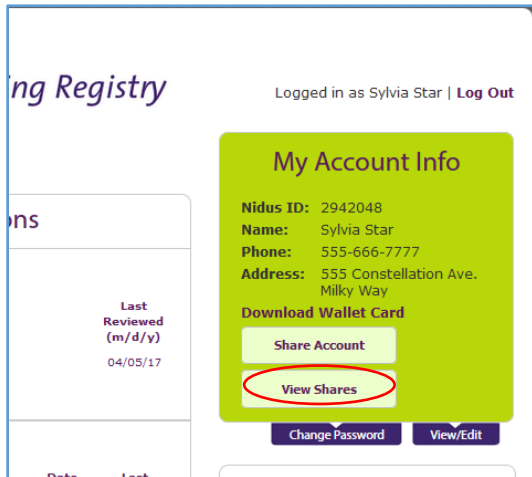 ng Registry
Logged in as Sylvia Star | Log Out
My Account Info
ons
Nidus ID: 2942048
Name: Sylvia Star
Phone: 555-666-7777
Address: 555 Constellation Ave.
Milky Way
Download Wallet Card
Last
Reviewed
(m/d/y)
04/05/17
Share Account
View Shares
Change Password
View/Edit